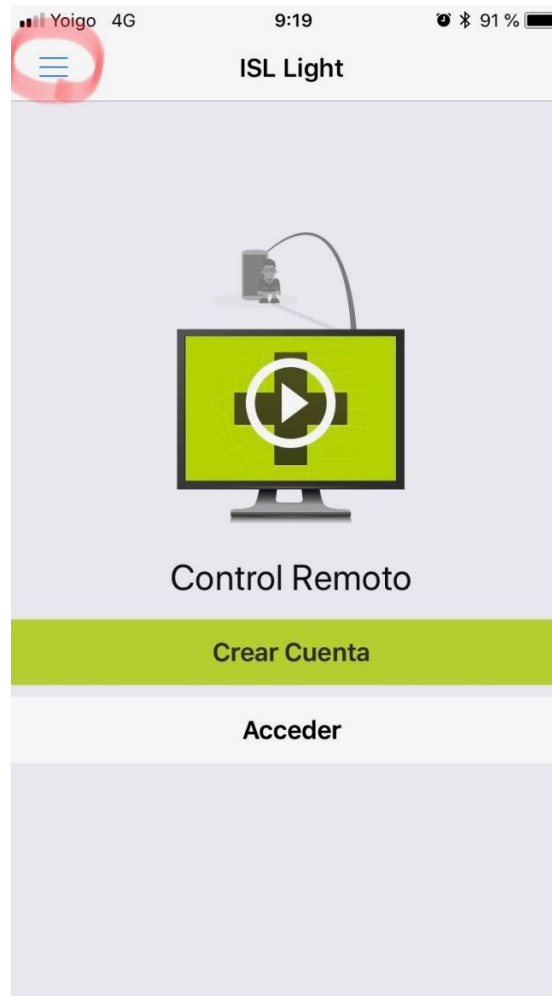 Yoigo 4G 9:19 91 %
ISL Light
Control Remoto
Crear Cuenta
Acceder